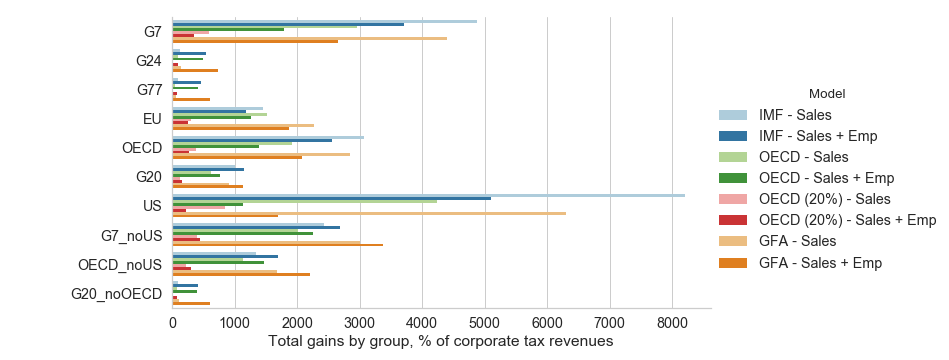 G7
G24
G77
EU
OECD
G20
US
G7_noUS
OECD_noUS
G20_noOECD
0 1000 2000 3000 4000 5000 6000 7000 8000
Total gains by group, % of corporate tax revenues
Model
IMF - Sales
IMF - Sales + Emp
OECD - Sales
OECD - Sales + Emp
OECD (20%) - Sales
OECD (20%) - Sales + Emp
GFA - Sales
GFA - Sales + Emp